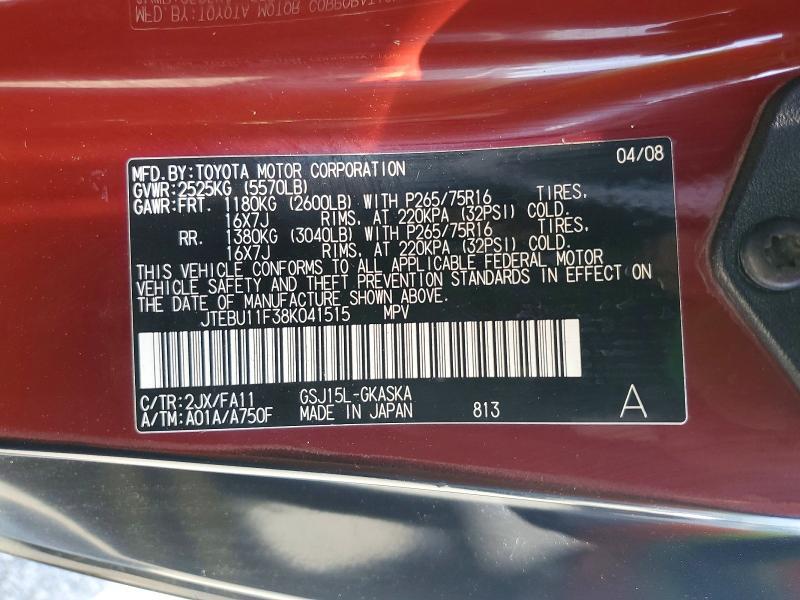 MFD.BY:TOYOTA MOTOR CORPORATION 04/08
GVWR:2525KG (5570LB)
GAWR:FRT. 1180KG (2600LB) WITH P265/75R16 TIRES,
16X7J RIMS, AT 220KPA (32PSI) COLD.
RR. 1380KG (3040LB) WITH P265/75R16 TIRES,
16X7J RIMS, AT 220KPA (32PSI) COLD.
THIS VEHICLE CONFORMS TO ALL APPLICABLE FEDERAL MOTOR
VEHICLE SAFETY AND THEFT PREVENTION STANDARDS IN EFFECT ON
THE DATE OF MANUFACTURE SHOWN ABOVE.
JTEBU11F38K041515 MPV
C/TR:2JX/FA11 GSJ15L-GKASKA
A/TM:A01A/A750F MADE IN JAPAN 813 A